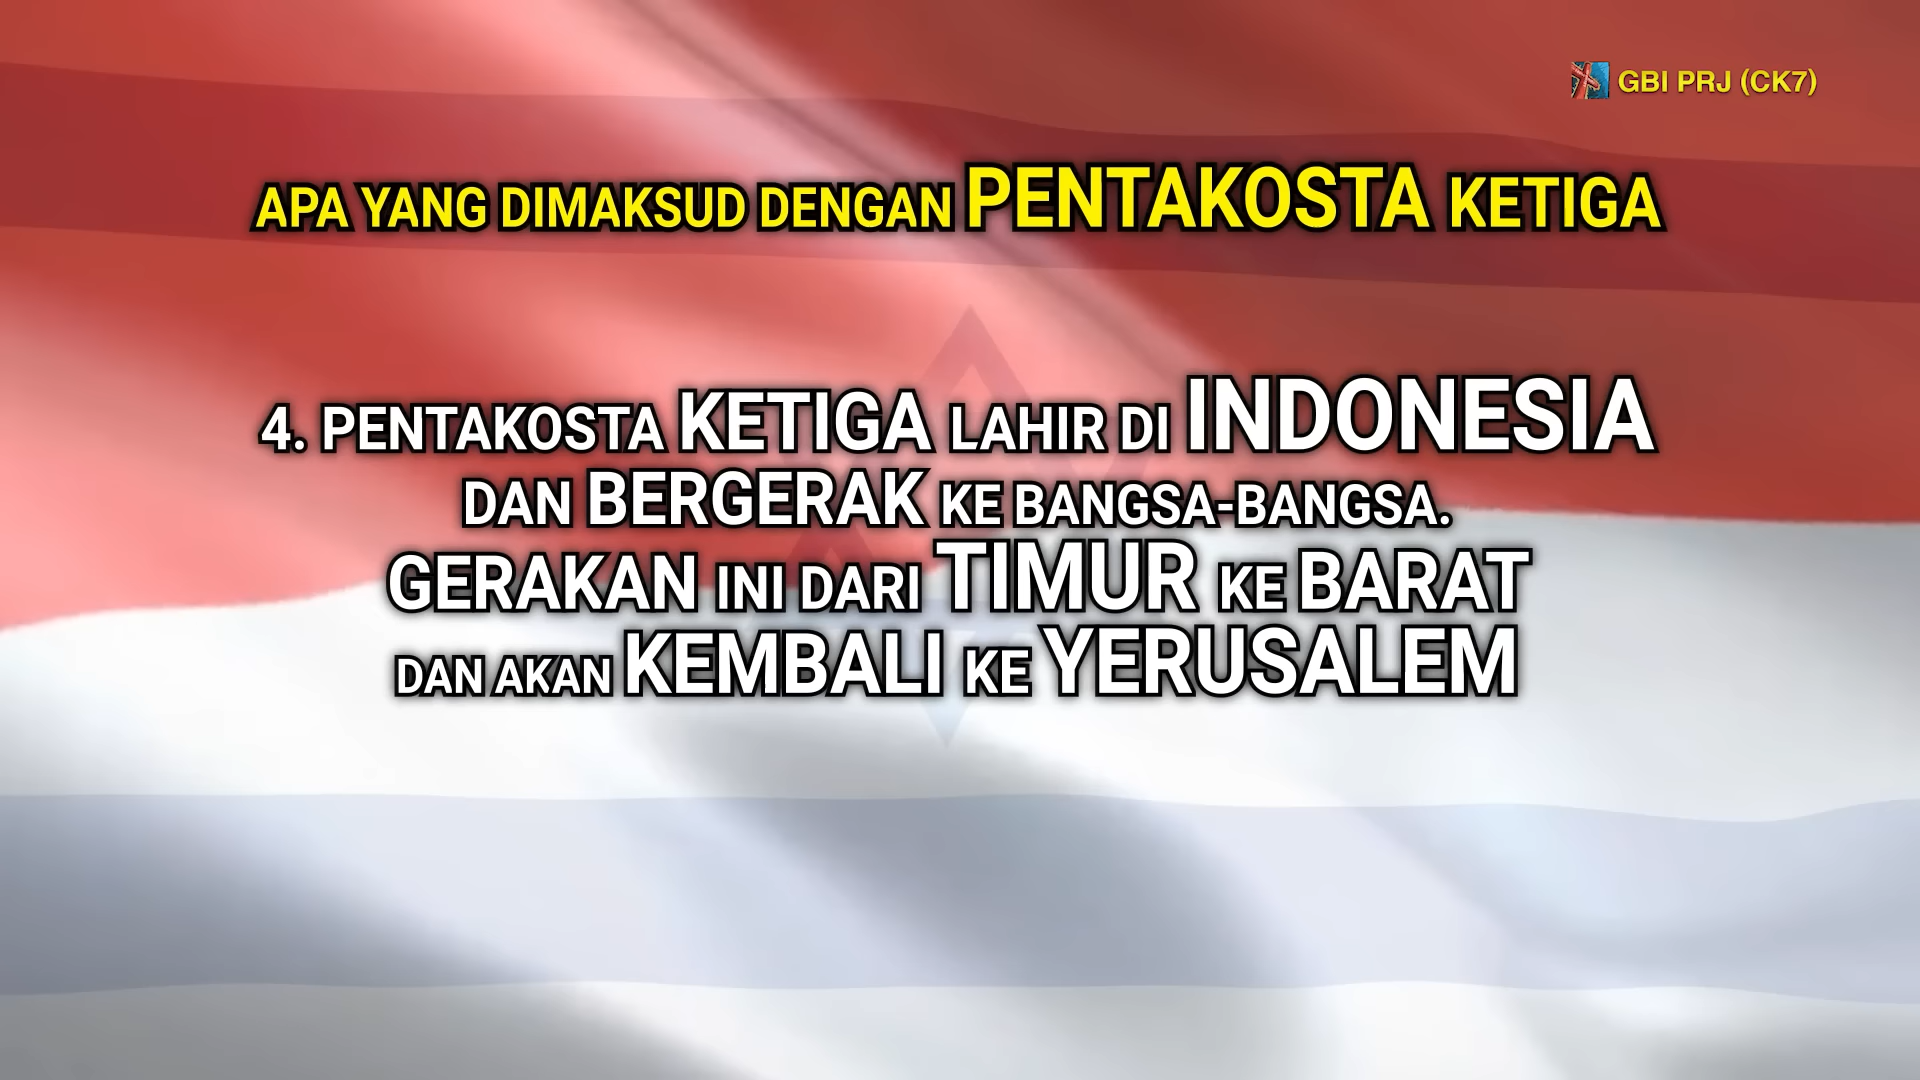 GBI PRJ (CK7)
APA YANG DIMAKSUD DENGAN PENTAKOSTA KETIGA
4. PENTAKOSTA KETIGA LAHIR DI INDONESIA
DAN BERGERAK KE BANGSA-BANGSA.
GERAKAN INI DARI TIMUR KE BARAT
DAN AKAN KEMBALI KE YERUSALEM